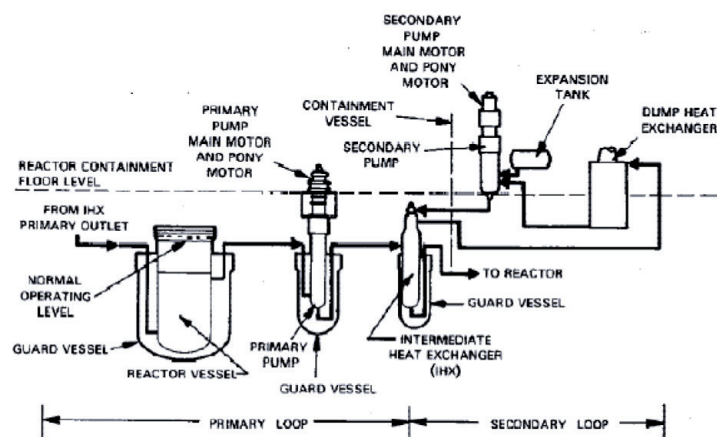 SECONDARY
PUMP
MAIN MOTOR
AND PONY
MOTOR
EXPANSION
TANK
CONTAINMENT
VESSEL
DUMP HEAT
EXCHANGER
PRIMARY
PUMP
MAIN MOTOR
AND PONY
MOTOR
SECONDARY
PUMP
REACTOR CONTAINMENT
FLOOR LEVEL
FROM IHX
PRIMARY OUTLET
TO REACTOR
NORMAL
OPERATING
LEVEL
GUARD
VESSEL
GUARD VESSEL
REACTOR VESSEL
PRIMARY
PUMP
GUARD VESSEL
INTERMEDIATE
HEAT EXCHANGER
(IHX)
PRIMARY LOOP
SECONDARY LOOP